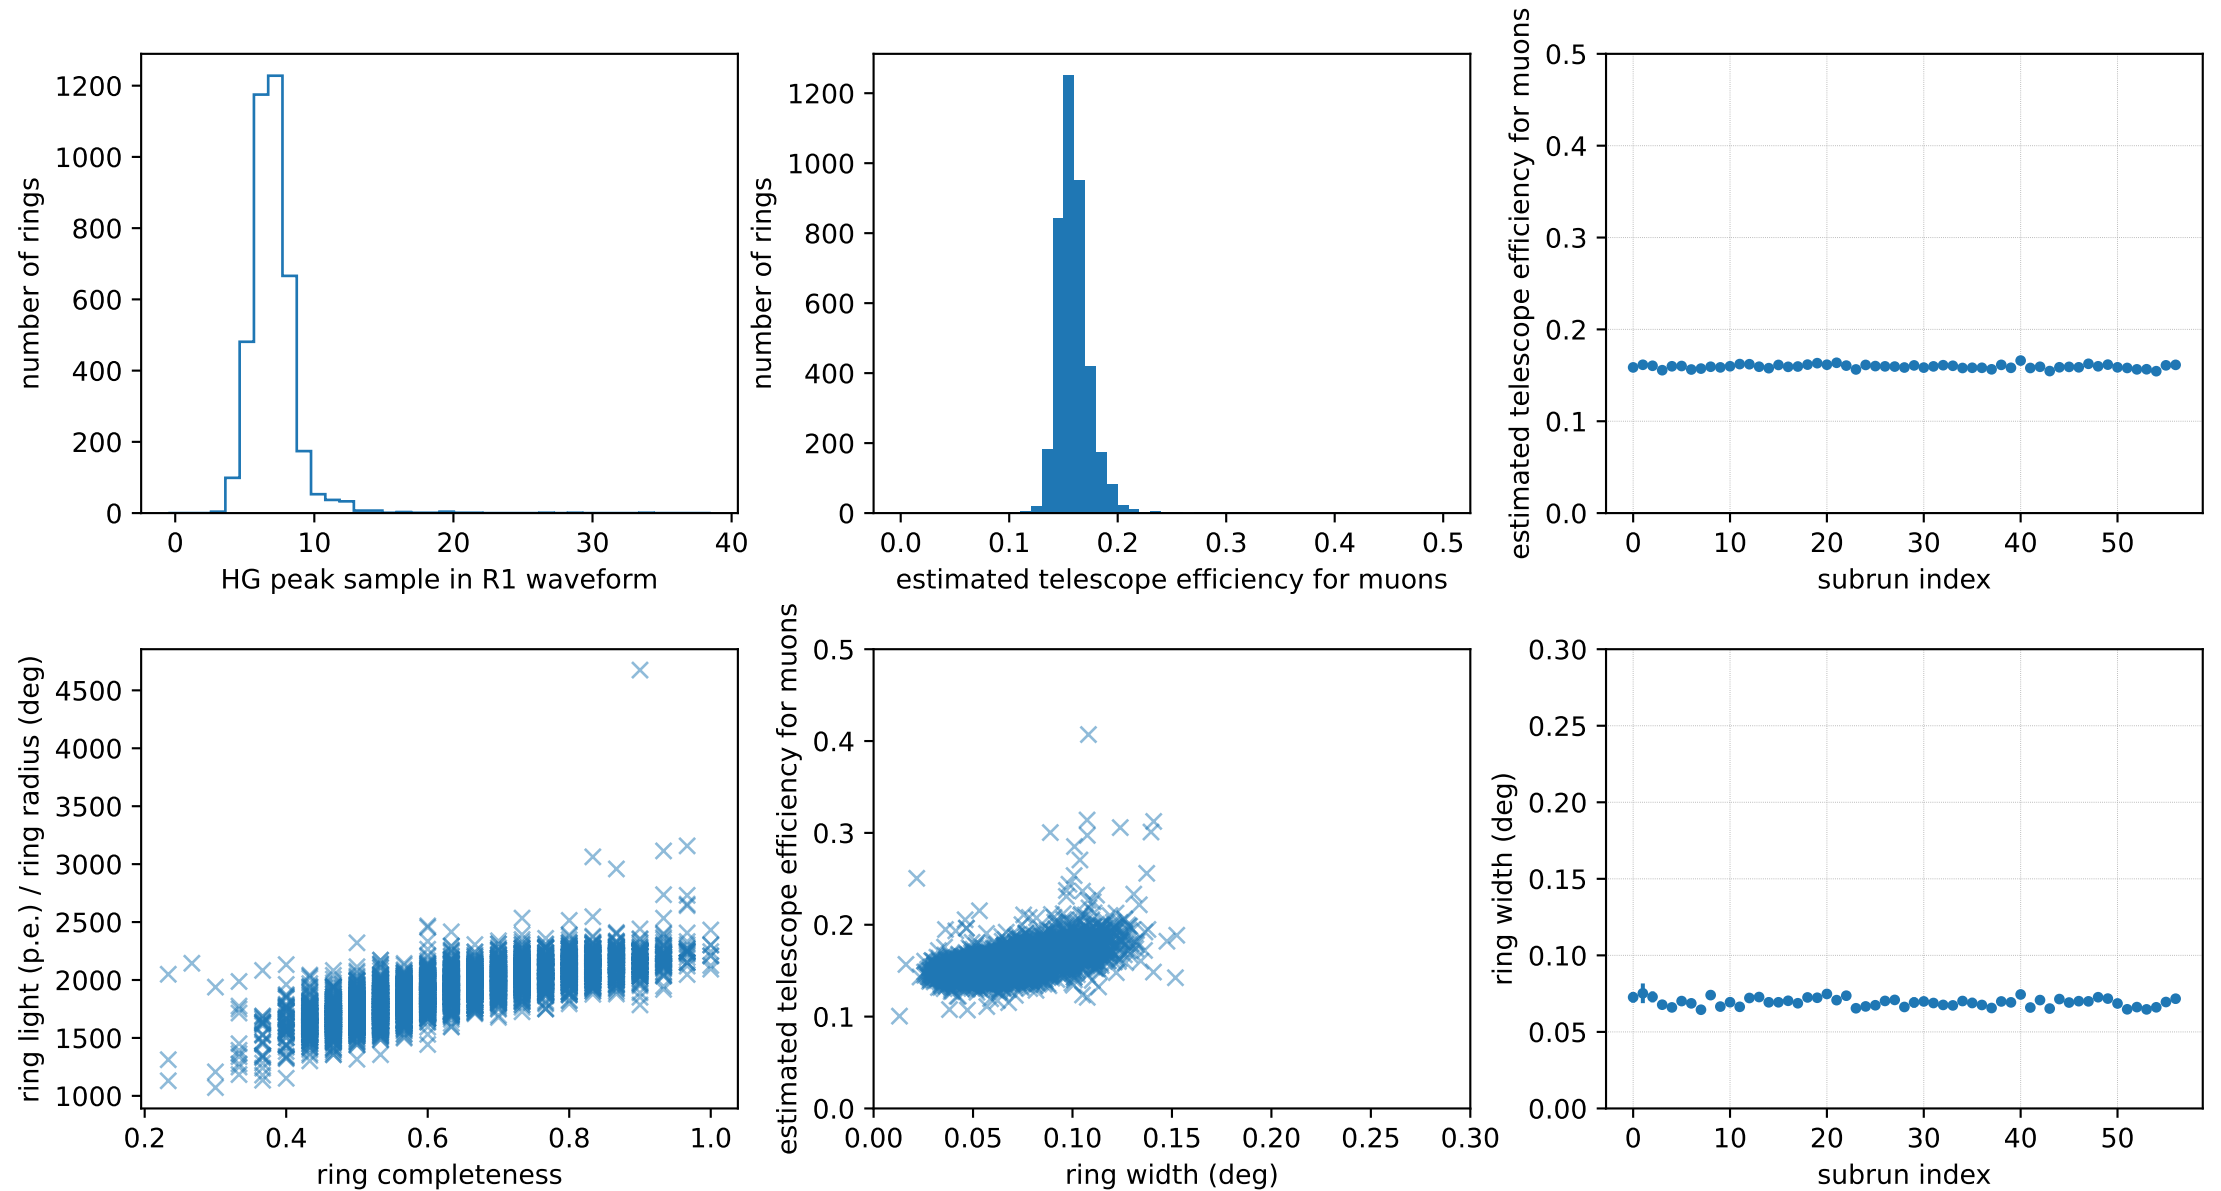 number of rings
1200
1000
800
600
400
200
0
0 10 20 30 40
HG peak sample in R1 waveform
number of rings
1200
1000
800
600
400
200
0
0.0 0.1 0.2 0.3 0.4 0.5
estimated telescope efficiency for muons
estimated telescope efficiency for muons
0.5
0.4
0.3
0.2
0.1
0.0
0 10 20 30 40 50
subrun index
ring light (p.e.) / ring radius (deg)
4500
4000
3500
3000
2500
2000
1500
1000
0.2 0.4 0.6 0.8 1.0
ring completeness
estimated telescope efficiency for muons
0.5
0.4
0.3
0.2
0.1
0.0
0.00 0.05 0.10 0.15 0.20 0.25 0.30
ring width (deg)
ring width (deg)
0.30
0.25
0.20
0.15
0.10
0.05
0.00
0 10 20 30 40 50
subrun index